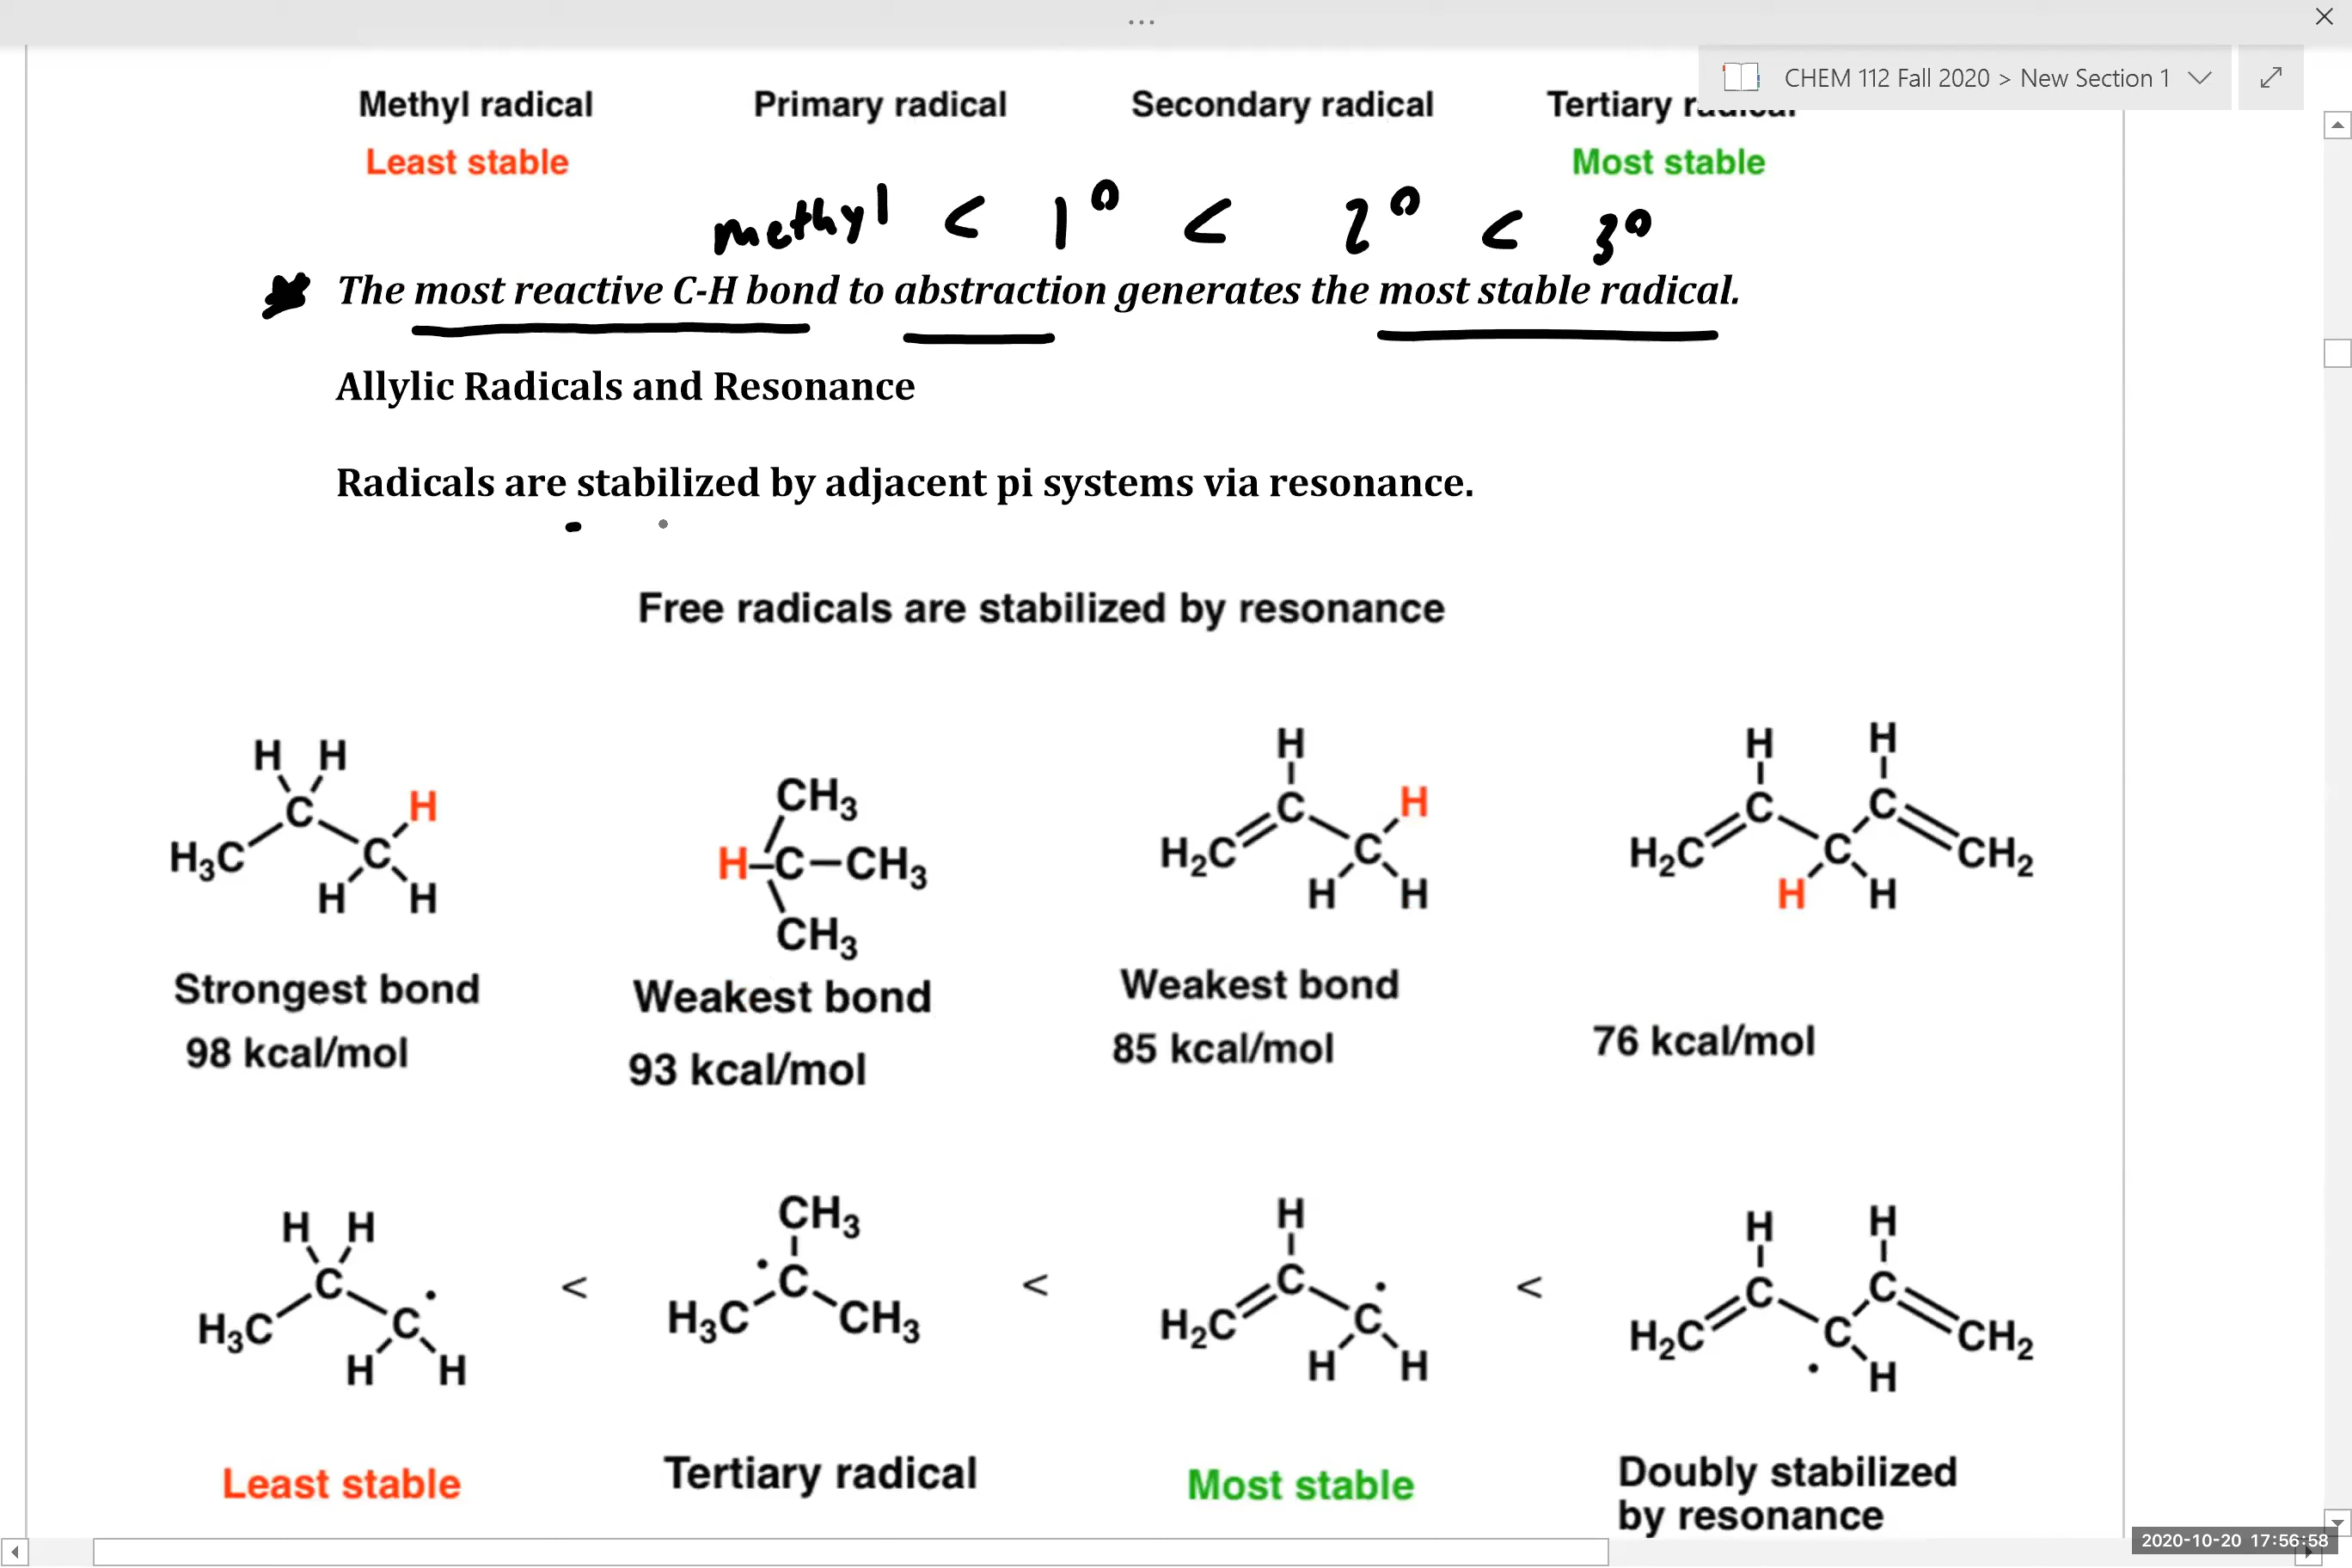 CHEM 112 Fall 2020 > New Section 1
Methyl radical Primary radical Secondary radical Tertiary radical
Least stable Most stable
methyl < 1° < 2° < 3°
The most reactive C-H bond to abstraction generates the most stable radical.
Allylic Radicals and Resonance
Radicals are stabilized by adjacent pi systems via resonance.
Free radicals are stabilized by resonance
H H H H3C C C H H
CH3 H C CH3 CH3
H H H2C C C H H
H H H2C C C C CH2 H H
Strongest bond Weakest bond Weakest bond
98 kcal/mol 93 kcal/mol 85 kcal/mol 76 kcal/mol
H H H3C C C H H
<
CH3 C H3C CH3
<
H H2C C C H H
<
H H H2C C C C CH2 H
Least stable Tertiary radical Most stable Doubly stabilized
by resonance
2020-10-20 17:56:58